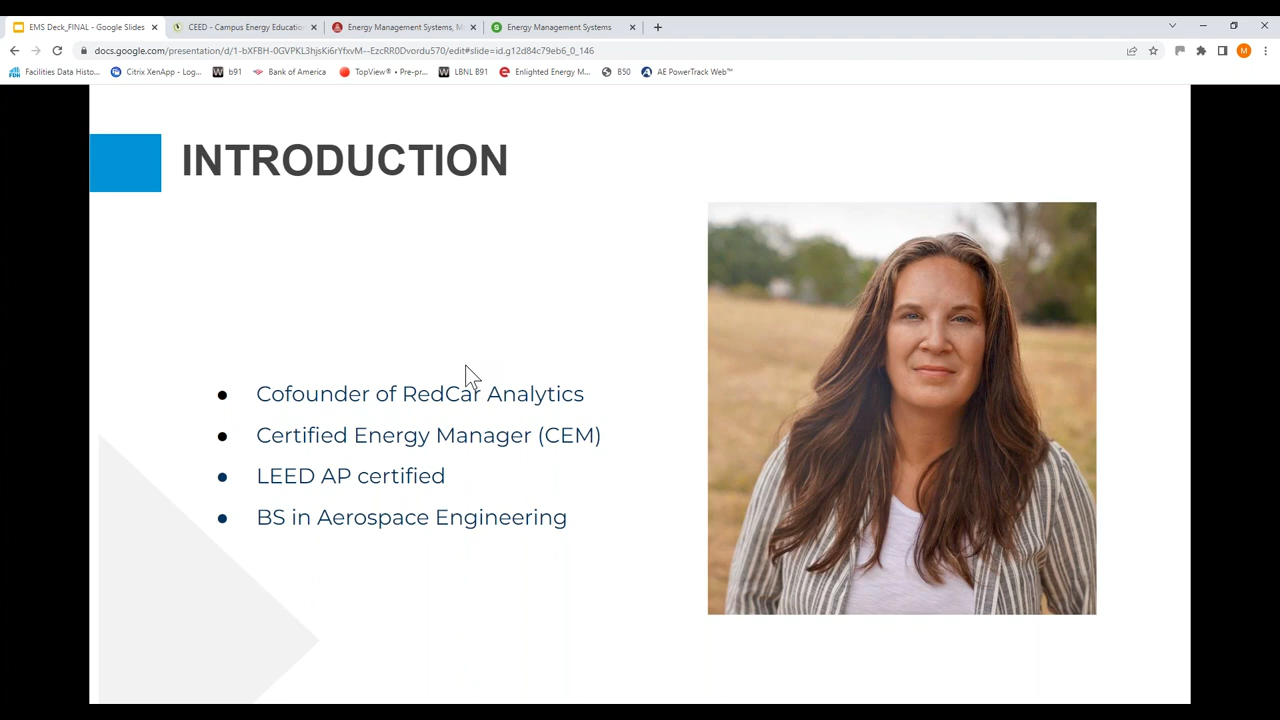 EMS Deck_FINAL - Google Slides
CEED - Campus Energy Educatio
Energy Management Systems, M
Energy Management Systems
docs.google.com/presentation/d/1-bXFBH-0GVPKL3hjsKi6rYfxvM--EzcRR0Dvordu570/edit#slide=id.g12d84c79eb6_0_146
M
Facilities Data Histo...
Citrix XenApp - Log...
b91
Bank of America
TopView® • Pre-pr...
LBNL B91
Enlighted Energy M...
B50
AE PowerTrack Web™
INTRODUCTION
● Cofounder of RedCar Analytics
● Certified Energy Manager (CEM)
● LEED AP certified
● BS in Aerospace Engineering